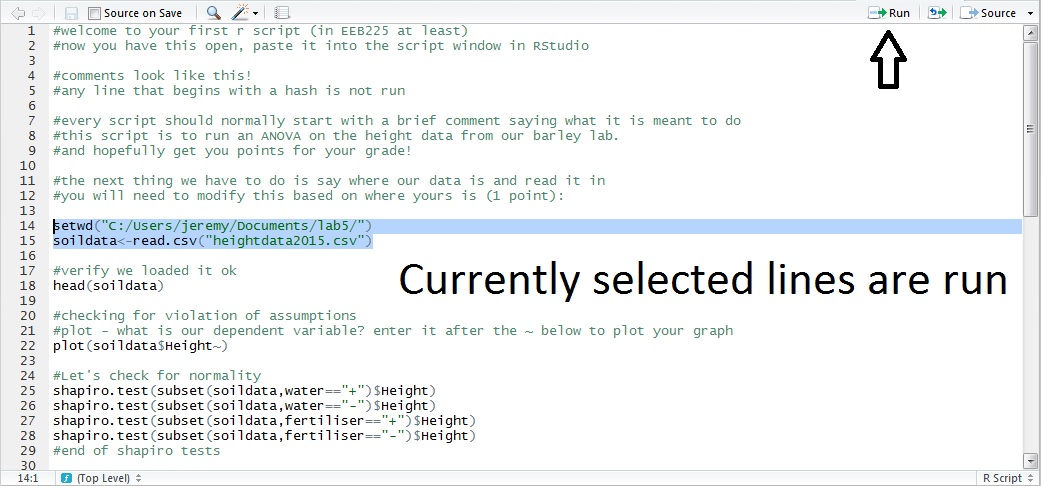 Source on Save Run Source
1 #welcome to your first r script (in EEB225 at least)
2 #now you have this open, paste it into the script window in RStudio
3
4 #comments look like this!
5 #any line that begins with a hash is not run
6
7 #every script should normally start with a brief comment saying what it is meant to do
8 #this script is to run an ANOVA on the height data from our barley lab.
9 #and hopefully get you points for your grade!
10
11 #the next thing we have to do is say where our data is and read it in
12 #you will need to modify this based on where yours is (1 point):
13
14 setwd("C:/Users/jeremy/Documents/lab5/")
15 soildata<-read.csv("heightdata2015.csv")
16
17 #verify we loaded it ok
18 head(soildata)
Currently selected lines are run
19
20 #checking for violation of assumptions
21 #plot - what is our dependent variable? enter it after the ~ below to plot your graph
22 plot(soildata$Height~)
23
24 #Let's check for normality
25 shapiro.test(subset(soildata,water=="+")$Height)
26 shapiro.test(subset(soildata,water=="-")$Height)
27 shapiro.test(subset(soildata,fertiliser=="+")$Height)
28 shapiro.test(subset(soildata,fertiliser=="-")$Height)
29 #end of shapiro tests
30
14:1 (Top Level) R Script